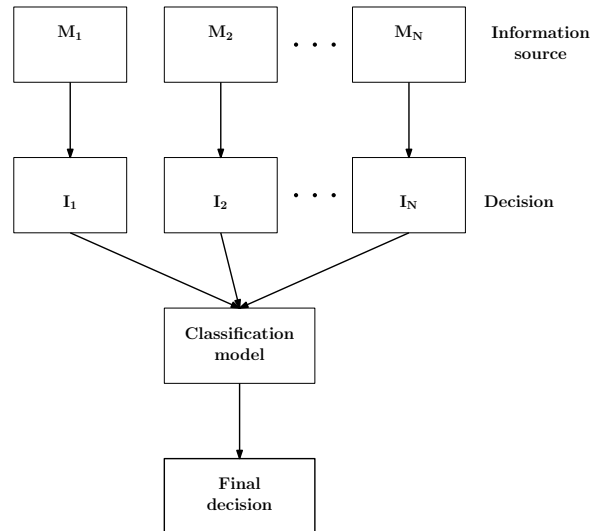 M₁ M₂ . . . M_N Information
source
I₁ I₂ . . . I_N Decision
Classification
model
Final
decision